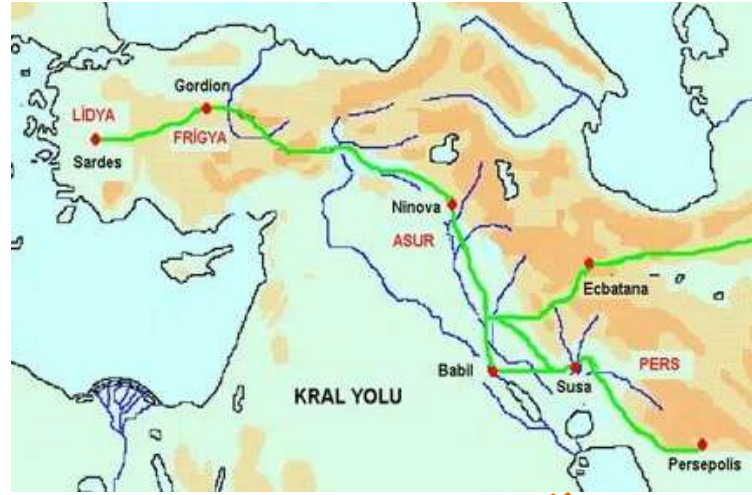 Gordion
LİDYA
FRİGYA
Sardes
Ninova
ASUR
Ecbatana
Babil
PERS
Susa
KRAL YOLU
Persepolis